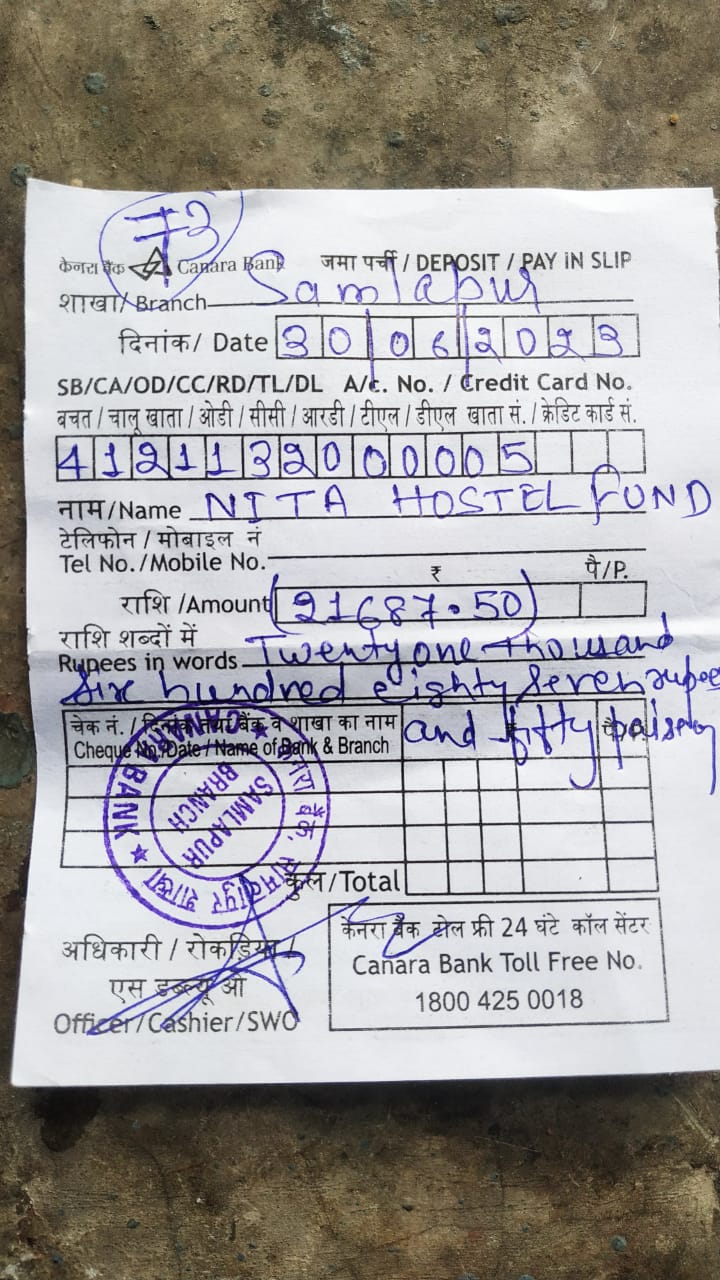 73
केनरा बैंक Canara Bank जमा पर्ची / DEPOSIT / PAY iN SLIP
शाखा/ Branch Samlapur
दिनांक/ Date 30 06 2023
SB/CA/OD/CC/RD/TL/DL A/c. No. / Credit Card No.
बचत / चालू खाता / ओडी / सीसी / आरडी / टीएल / डीएल खाता सं. / क्रेडिट कार्ड सं.
4121132000005
नाम/Name NITA HOSTEL FUND
टेलिफोन / मोबाइल नं
Tel No./Mobile No.
₹ पै/P.
राशि /Amount (21687.50)
राशि शब्दों में
Rupees in words Twenty one thousand
Six hundred eighty Seven rupee
चेक नं. / दिनांक तथा बैंक व शाखा का नाम
Cheque No./Date / Name of Bank & Branch and fifty
CANARA BANK
SAMLAPUR
BRANCH
केनरा बैंक, शाखा
कुल/Total
अधिकारी / रोकड़िया /
एस डब्ल्यू ओ
Officer/Cashier/SWO
केनरा बैंक टोल फ्री 24 घंटे कॉल सेंटर
Canara Bank Toll Free No.
1800 425 0018